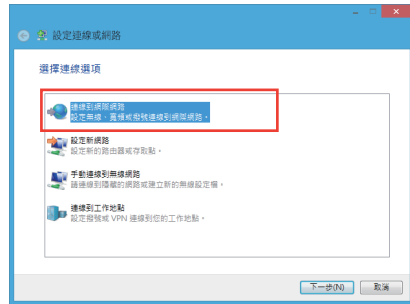 設定連線或網路
選擇連線選項
連線到網際網路
設定無線、寬頻或撥號連線到網際網路。
設定新網路
設定新的路由器或存取點。
手動連線到無線網路
請連線到隱藏的網路或建立新的無線設定檔。
連線到工作地點
設定撥號或 VPN 連線到您的工作地點。
下一步(N)
取消